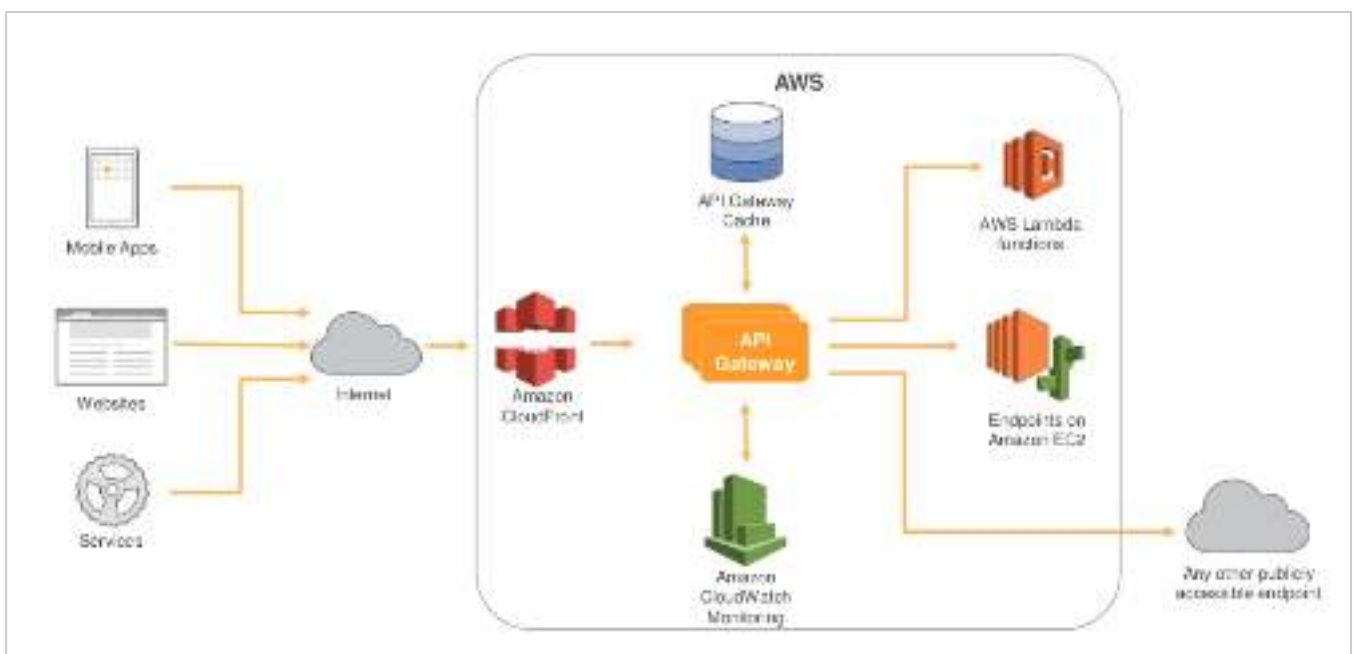 AWS
API Gateway
Cache
AWS Lambda
functions
Mobile Apps
API
Gateway
Internet
Amazon
CloudFront
Websites
Endpoints on
Amazon EC2
Services
Amazon
CloudWatch
Monitoring
Any other publicly
accessible endpoint